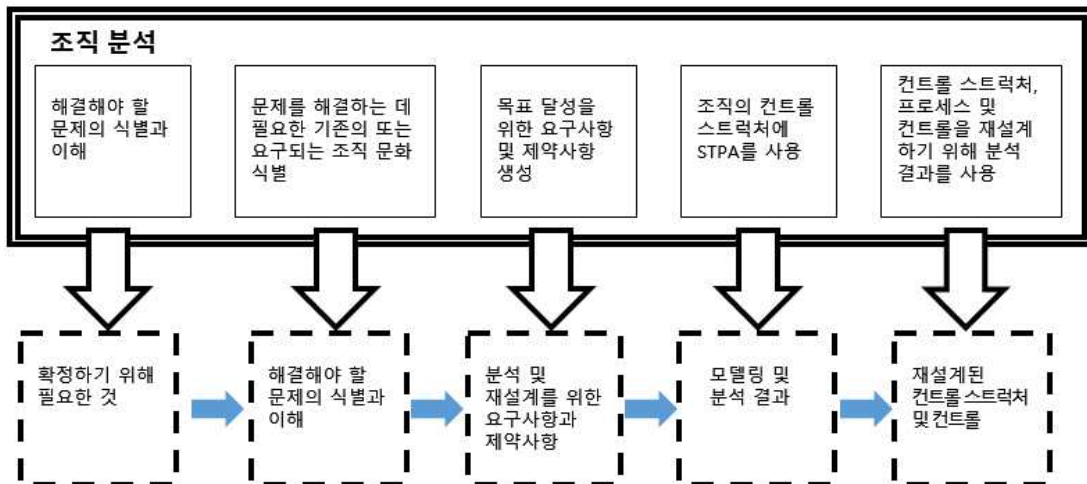 조직 분석
해결해야 할
문제의 식별과
이해
문제를 해결하는 데
필요한 기존의 또는
요구되는 조직 문화
식별
목표 달성을
위한 요구사항
및 제약사항
생성
조직의 컨트롤
스트럭처에
STPA를 사용
컨트롤 스트럭처,
프로세스 및
컨트롤을 재설계
하기 위해 분석
결과를 사용
확정하기 위해
필요한 것
해결해야 할
문제의 식별과
이해
분석 및
재설계를 위한
요구사항과
제약사항
모델링 및
분석 결과
재설계된
컨트롤스트럭처
및컨트롤